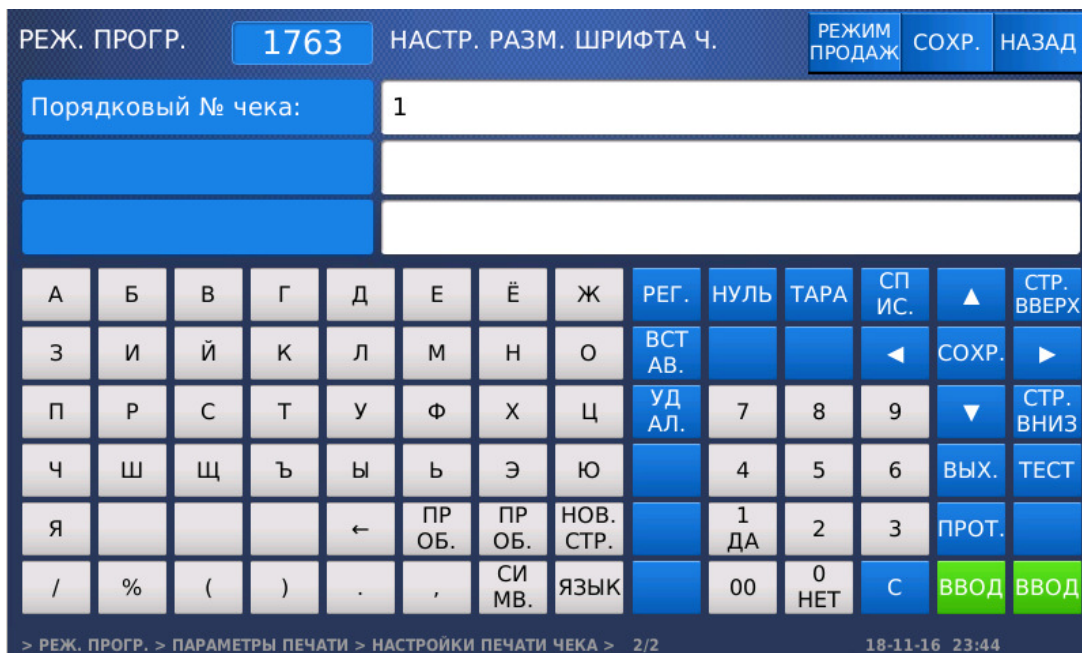 РЕЖ. ПРОГР. 1763 НАСТР. РАЗМ. ШРИФТА Ч. РЕЖИМ ПРОДАЖ СОХР. НАЗАД
Порядковый № чека: 1
А Б В Г Д Е Ё Ж РЕГ. НУЛЬ ТАРА СП ИС. ▲ СТР. ВВЕРХ
З И Й К Л М Н О ВСТ АВ. ◀ СОХР. ▶
П Р С Т У Ф Х Ц УД АЛ. 7 8 9 ▼ СТР. ВНИЗ
Ч Ш Щ Ъ Ы Ь Э Ю 4 5 6 ВЫХ. ТЕСТ
Я ← ПР ОБ. ПР ОБ. НОВ. СТР. 1 ДА 2 3 ПРОТ.
/ % ( ) . , СИ МВ. ЯЗЫК 00 0 НЕТ С ВВОД ВВОД
> РЕЖ. ПРОГР. > ПАРАМЕТРЫ ПЕЧАТИ > НАСТРОЙКИ ПЕЧАТИ ЧЕКА > 2/2 18-11-16 23:44